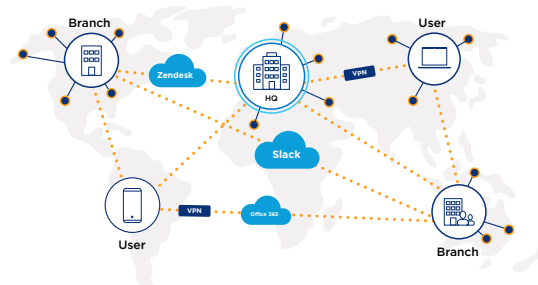 Branch
User
Zendesk
HQ
VPN
Slack
VPN
Office 365
User
Branch